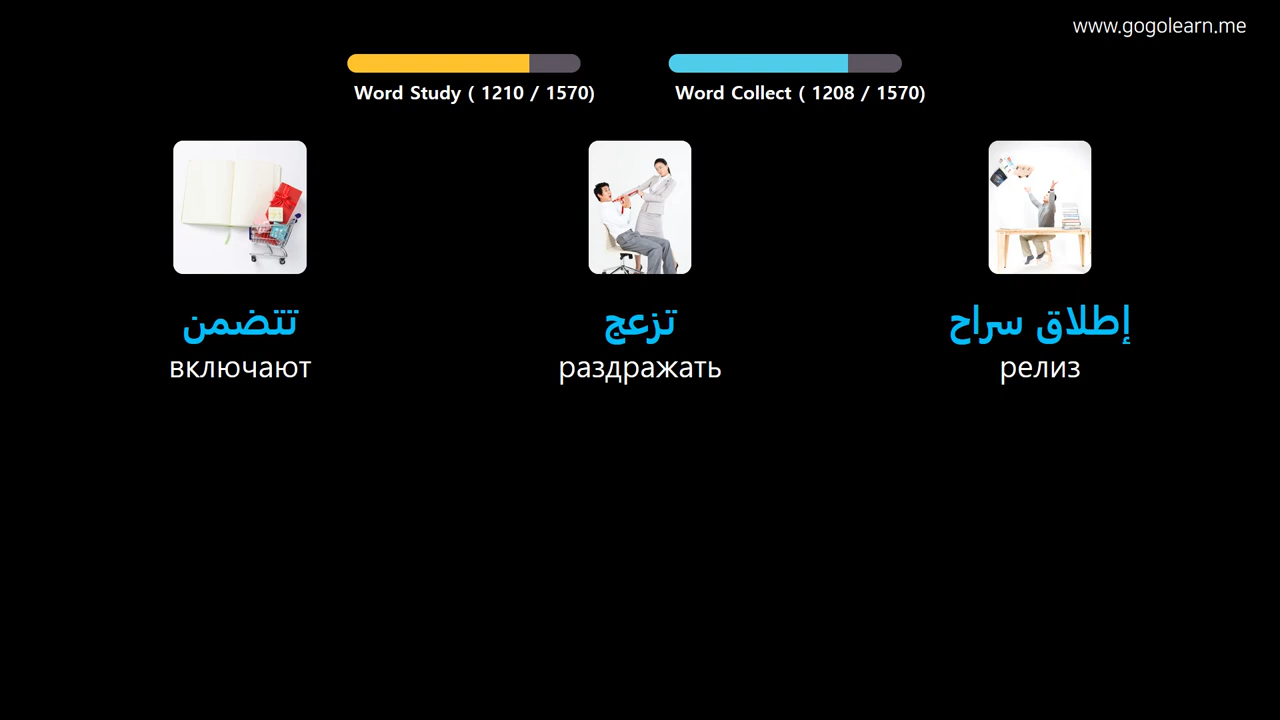 www.gogolearn.me
Word Study ( 1210 / 1570)
Word Collect ( 1208 / 1570)
تتضمن
включают
تزعج
раздражать
إطلاق سراح
релиз